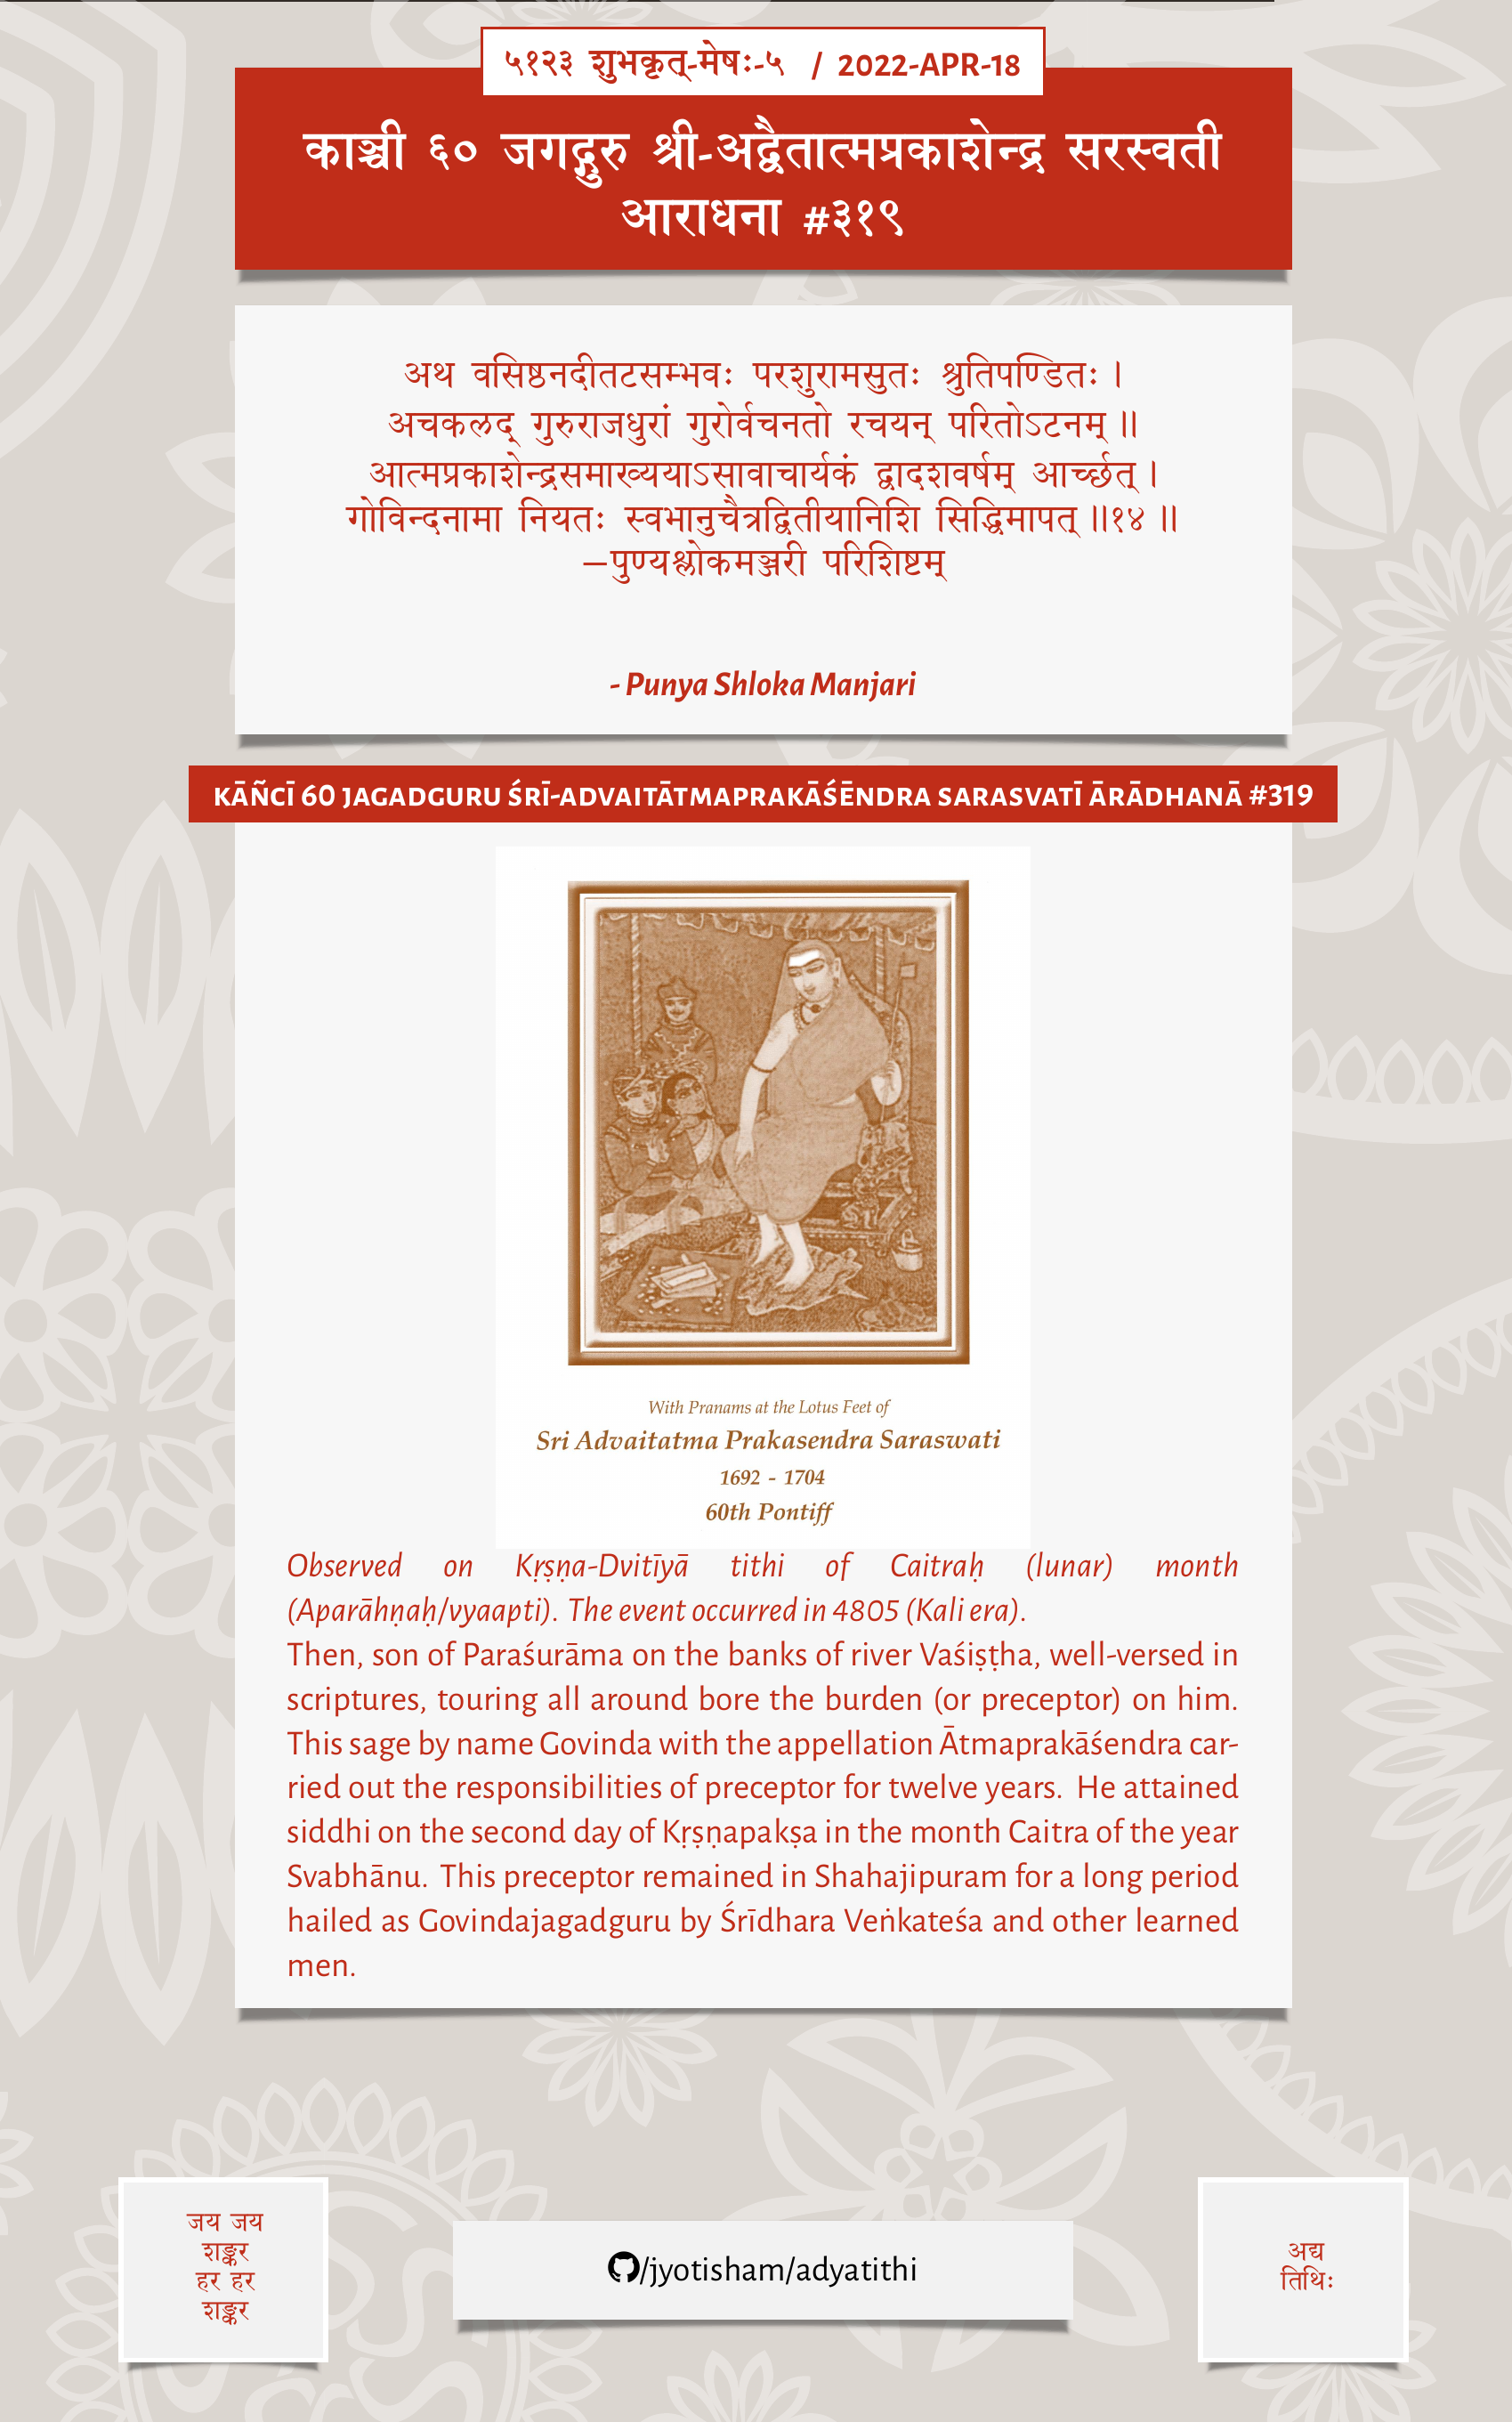 ५१२३ शुभकृत्-मेषः-५ / 2022-APR-18
काञ्ची ६० जगद्गुरु श्री-अद्वैतात्मप्रकाशेन्द्र सरस्वती
आराधना #३१९
अथ वसिष्ठनदीतटसम्भवः परशुरामसुतः श्रुतिपण्डितः ।
अचकलद् गुरुराजधुरां गुरोर्वचनतो रचयन् परितोऽटनम् ॥
आत्मप्रकाशेन्द्रसमाख्ययाऽसावाचार्यकं द्वादशवर्षम् आर्च्छत् ।
गोविन्दनामा नियतः स्वभानुचैत्रद्वितीयानिशि सिद्धिमापत् ॥१४ ॥
—पुण्यश्लोकमञ्जरी परिशिष्टम्
- Punya Shloka Manjari
KĀÑCĪ 60 JAGADGURU ŚRĪ-ADVAITĀTMAPRAKĀŚĒNDRA SARASVATĪ ĀRĀDHANĀ #319
With Pranams at the Lotus Feet of
Sri Advaitatma Prakasendra Saraswati
1692 - 1704
60th Pontiff
Observed on Kṛṣṇa-Dvitīyā tithi of Caitraḥ (lunar) month
(Aparāhṇaḥ/vyaapti). The event occurred in 4805 (Kali era).
Then, son of Paraśurāma on the banks of river Vaśiṣṭha, well-versed in
scriptures, touring all around bore the burden (or preceptor) on him.
This sage by name Govinda with the appellation Ātmaprakāśendra car-
ried out the responsibilities of preceptor for twelve years. He attained
siddhi on the second day of Kṛṣṇapakṣa in the month Caitra of the year
Svabhānu. This preceptor remained in Shahajipuram for a long period
hailed as Govindajagadguru by Śrīdhara Veṅkateśa and other learned
men.
जय जय
शङ्कर
हर हर
शङ्कर
/jyotisham/adyatithi
अद्य
तिथिः